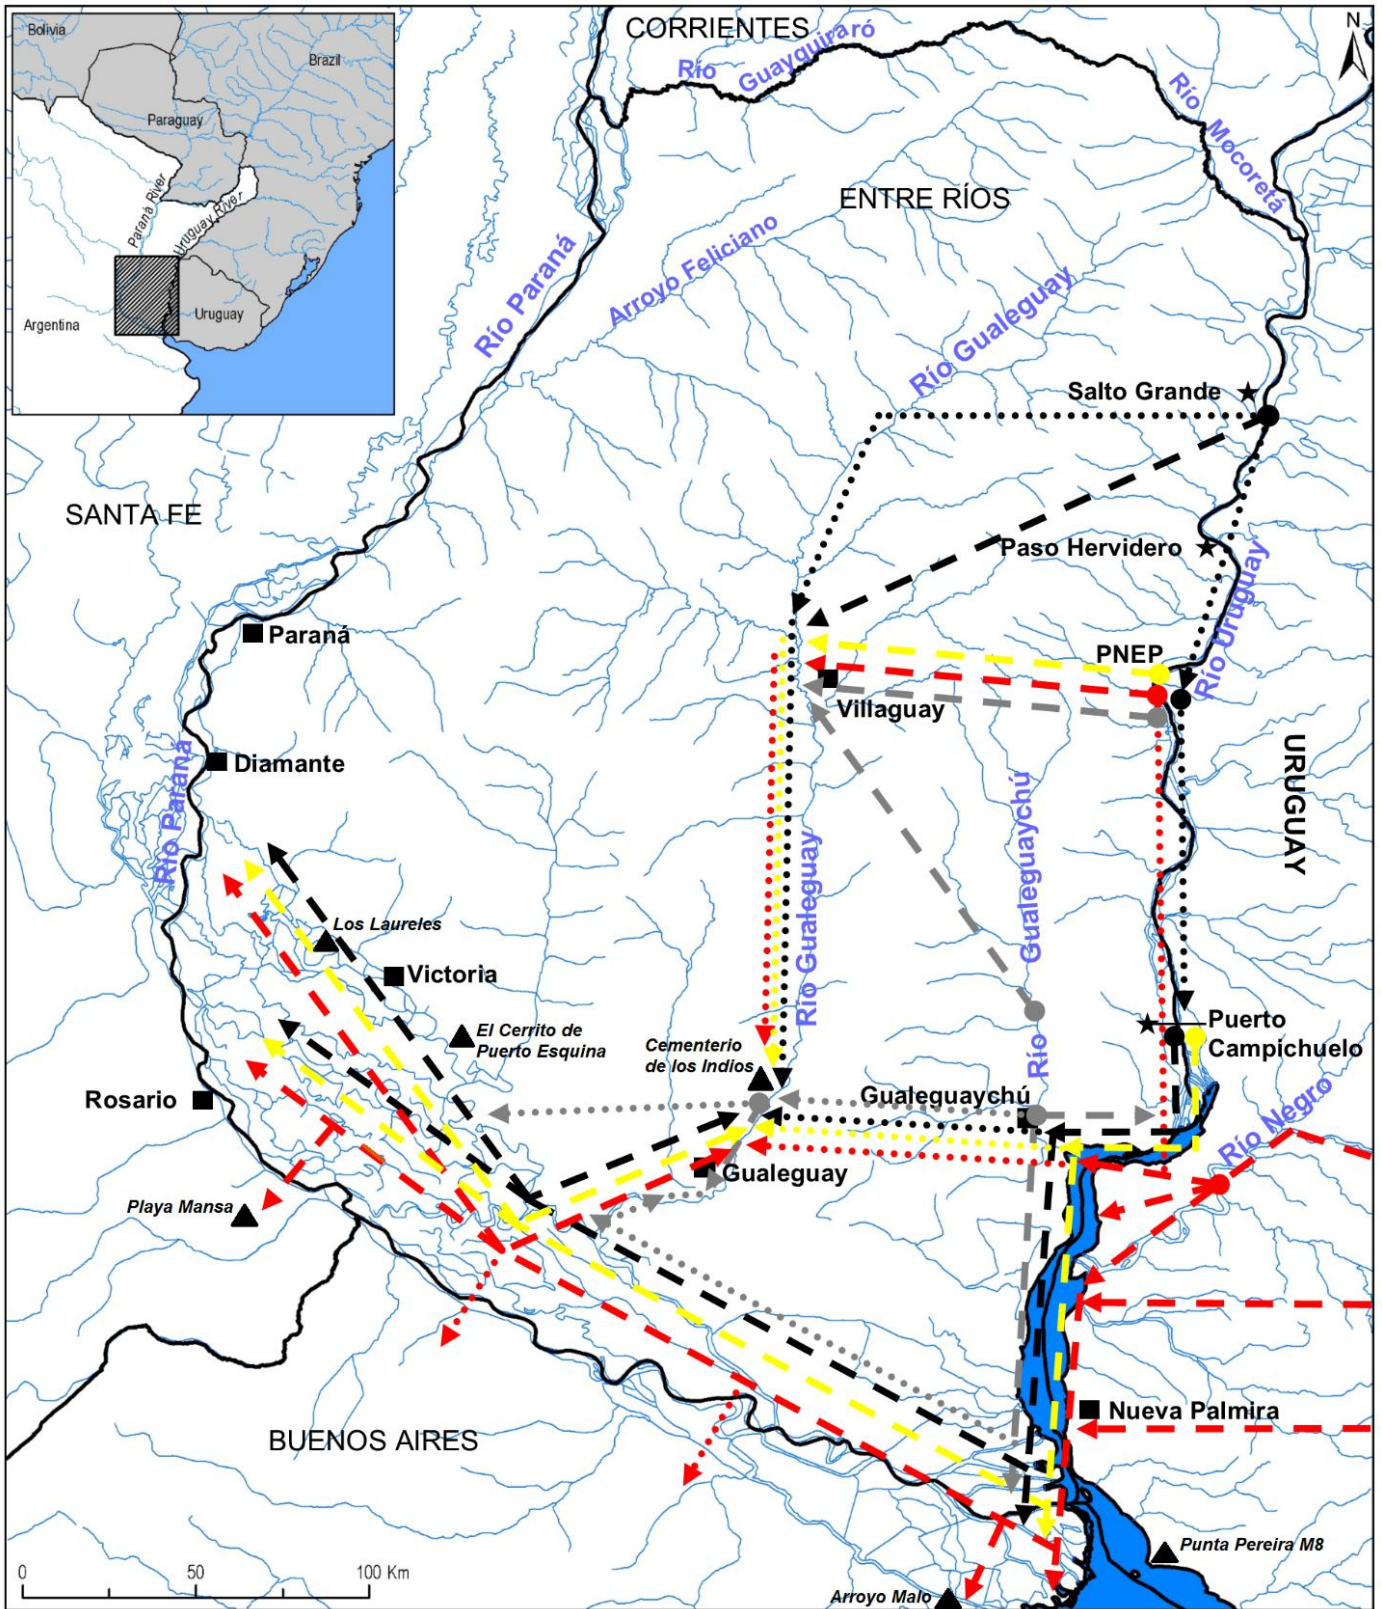 Bolivia
Brazil
Paraguay
Paraná River
Uruguay River
Uruguay
Argentina
CORRIENTES
N
Río
Guayquiraró
Río
Mocoretá
ENTRE RÍOS
Río Paraná
Arroyo Feliciano
Río Gualeguay
Salto Grande
SANTA FE
Paso Hervidero
Río Uruguay
Paraná
PNEP
Villaguay
Diamante
Río Paraná
URUGUAY
Gualeguaychú
Río Gualeguay
Los Laureles
Victoria
El Cerrito de
Puerto Esquina
Cementerio
de los Indios
Río
Puerto
Campichuelo
Rosario
Gualeguaychú
Río Negro
Gualeguay
Playa Mansa
Nueva Palmira
BUENOS AIRES
Punta Pereira M8
0
50
100 Km
Arroyo Malo